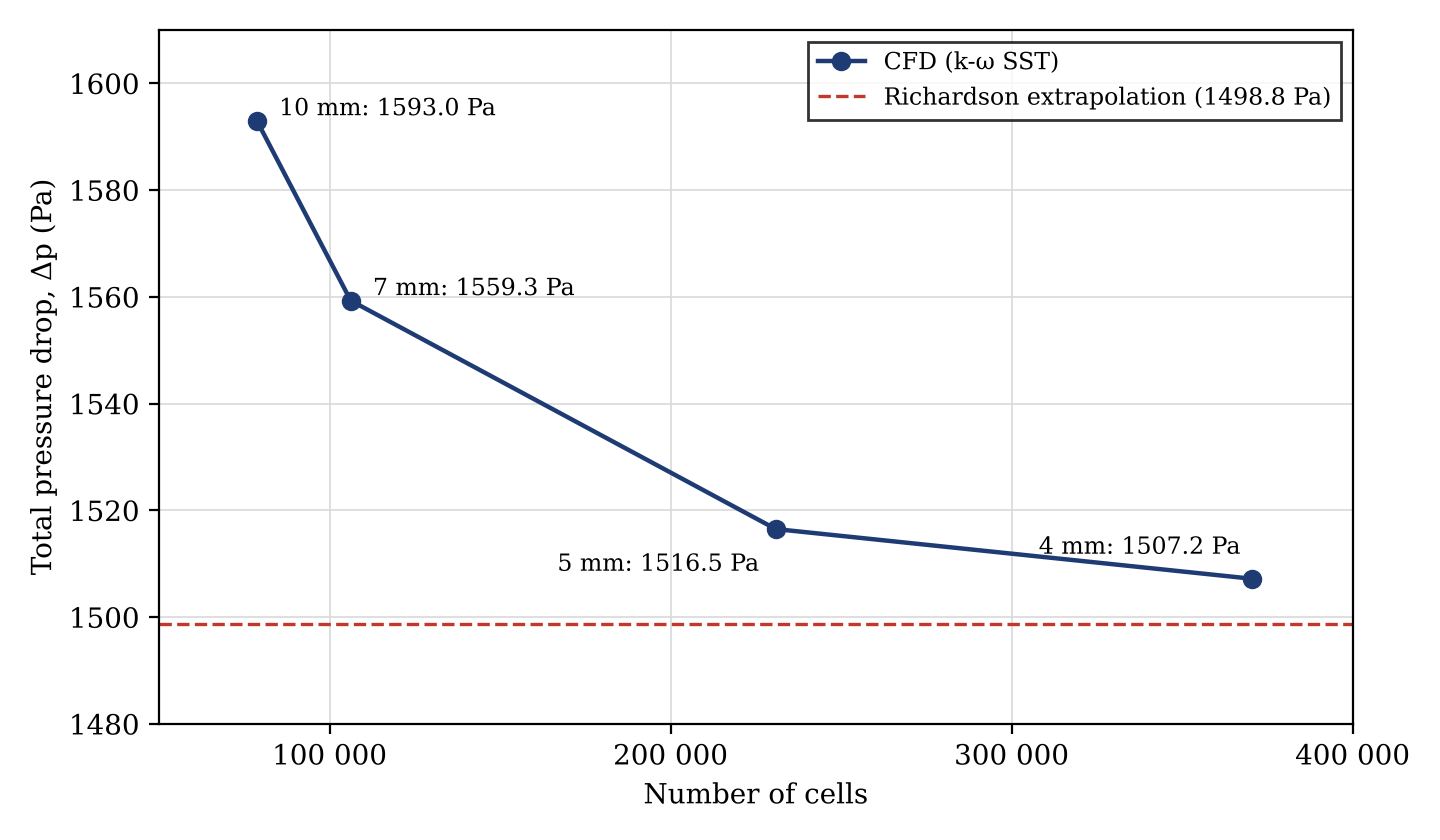 CFD (k-ω SST)
Richardson extrapolation (1498.8 Pa)
Total pressure drop, Δp (Pa)
1600
1580
1560
1540
1520
1500
1480
10 mm: 1593.0 Pa
7 mm: 1559.3 Pa
5 mm: 1516.5 Pa
4 mm: 1507.2 Pa
100 000
200 000
300 000
400 000
Number of cells